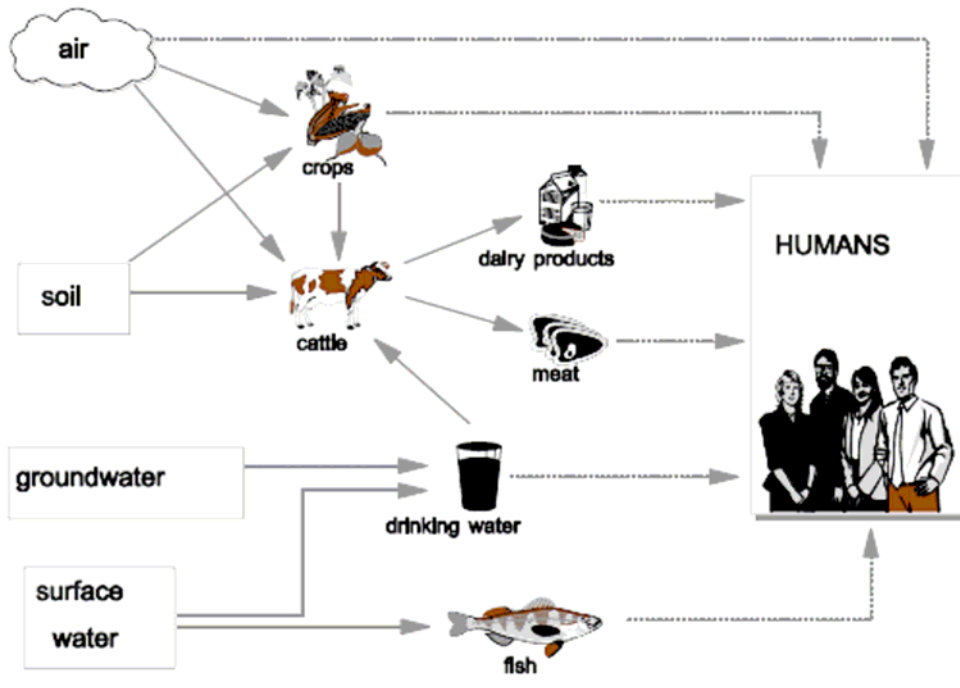 air
crops
dairy products
HUMANS
soil
cattle
meat
groundwater
drinking water
surface
water
fish